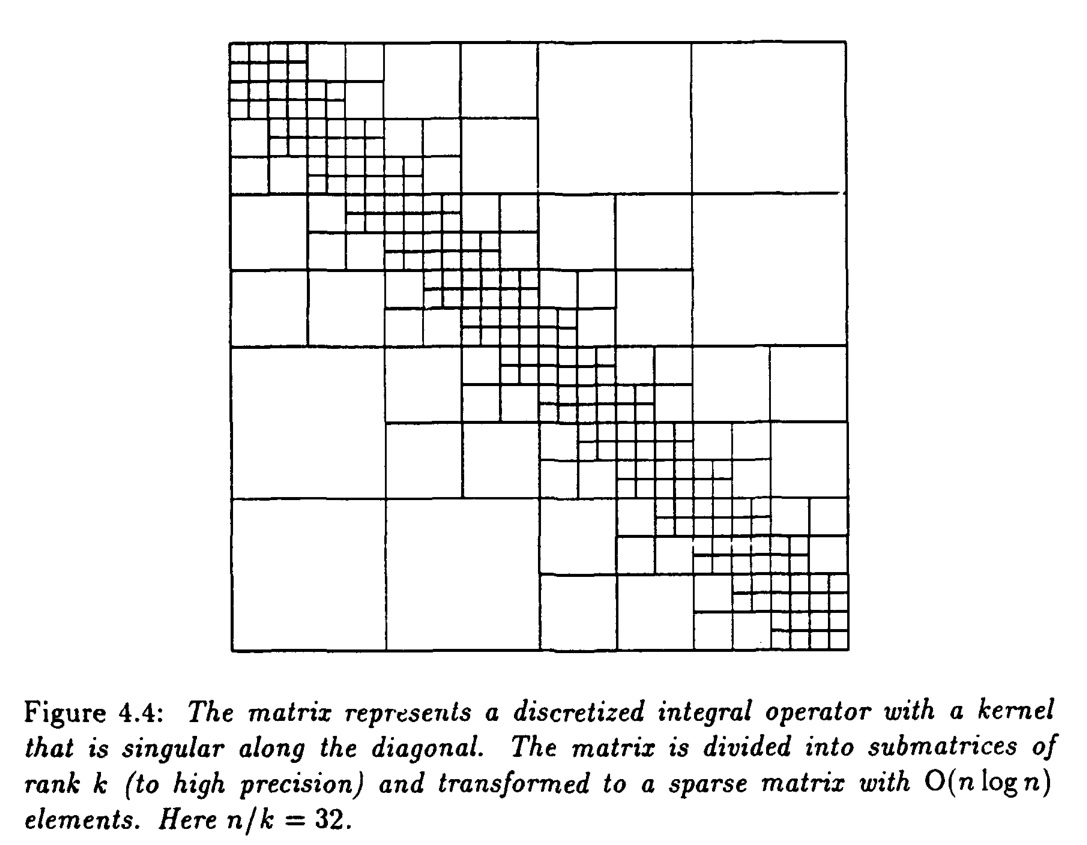 Figure 4.4: The matrix represents a discretized integral operator with a kernel
that is singular along the diagonal. The matrix is divided into submatrices of
rank k (to high precision) and transformed to a sparse matrix with O(n log n)
elements. Here n/k = 32.